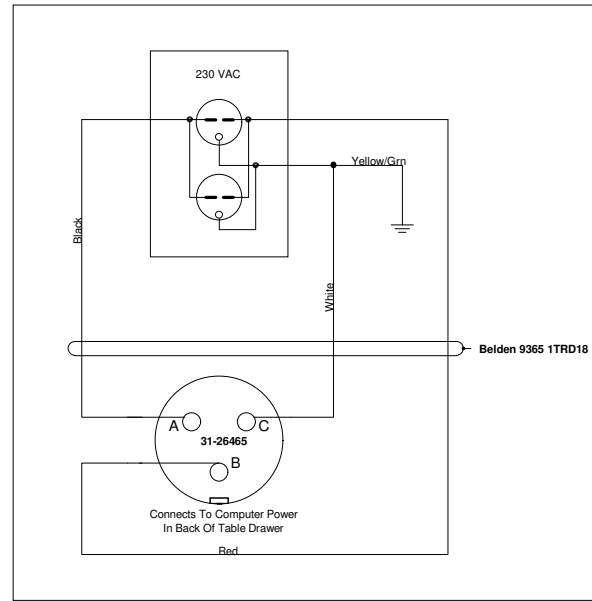 230 VAC
Yellow/Grn
Black
White
Belden 9365 1TRD18
A
C
31-26465
B
Connects To Computer Power
In Back Of Table Drawer
Red